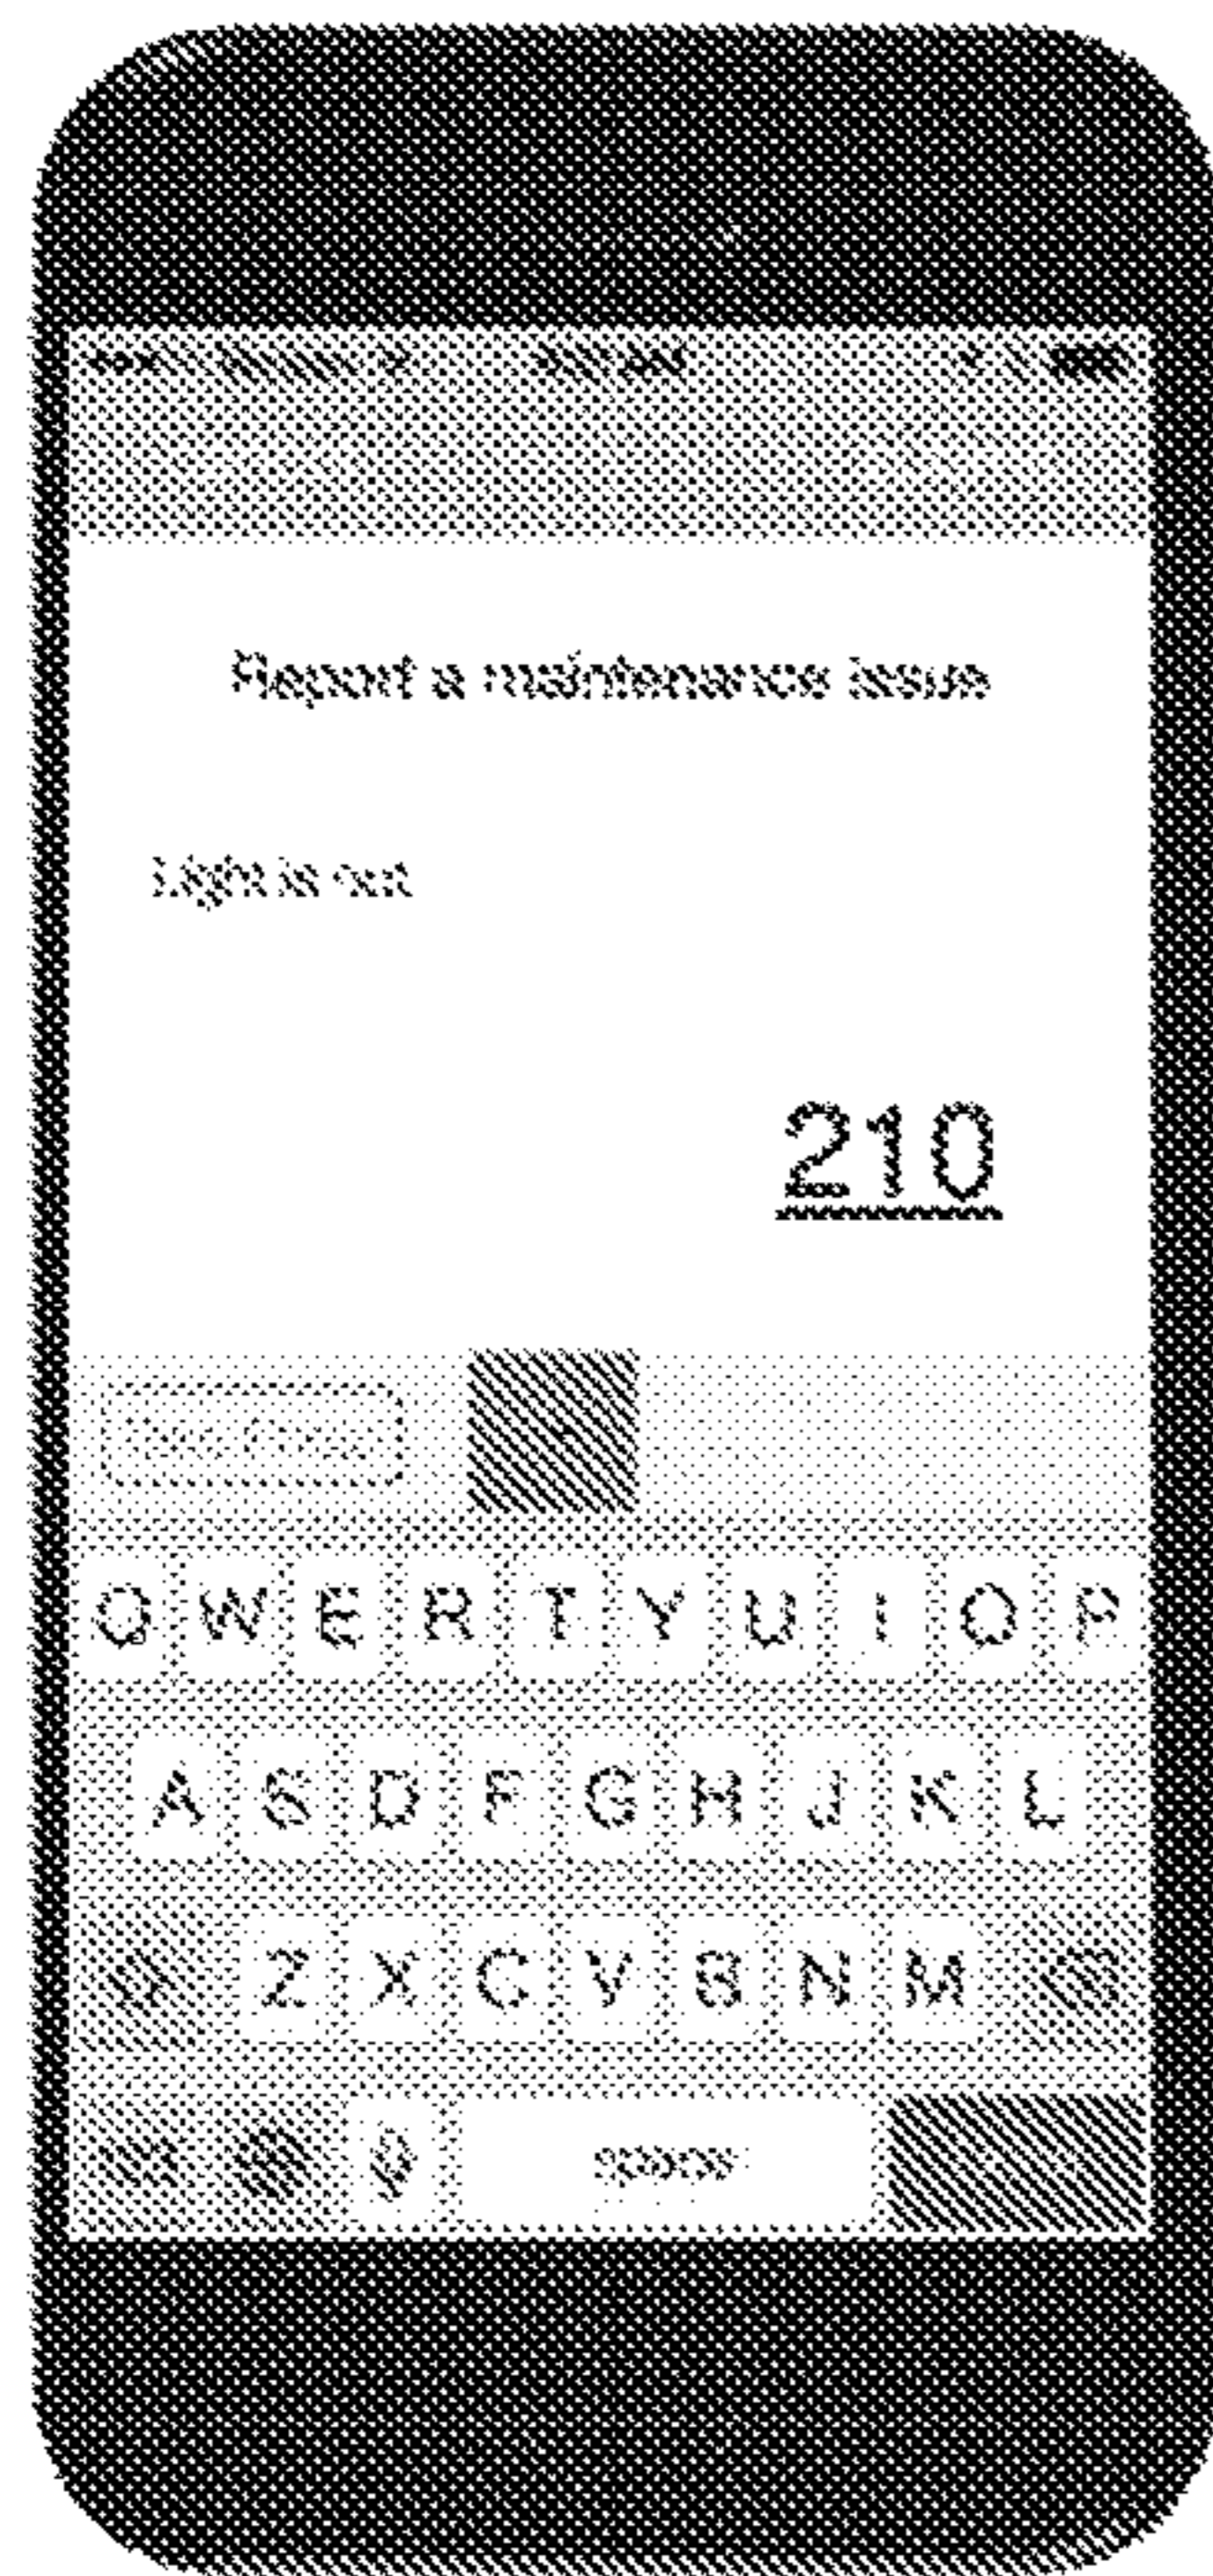 Report a maintenance issue
Light is out
210
Q W E R T Y U I O P
A S D F G H J K L
Z X C V B N M
space